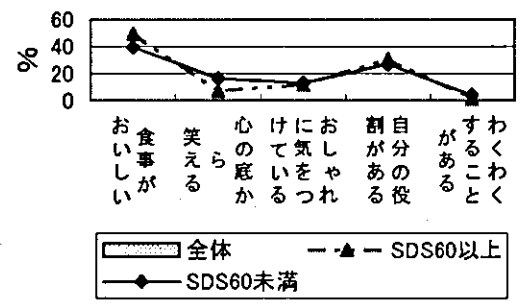 60
40
20
0
%
食事が
おいしい
心の底か
ら
笑える
おしゃれ
に気をつ
けている
自分の役
割がある
わくわく
すること
がある
全体
SDS60以上
SDS60未満